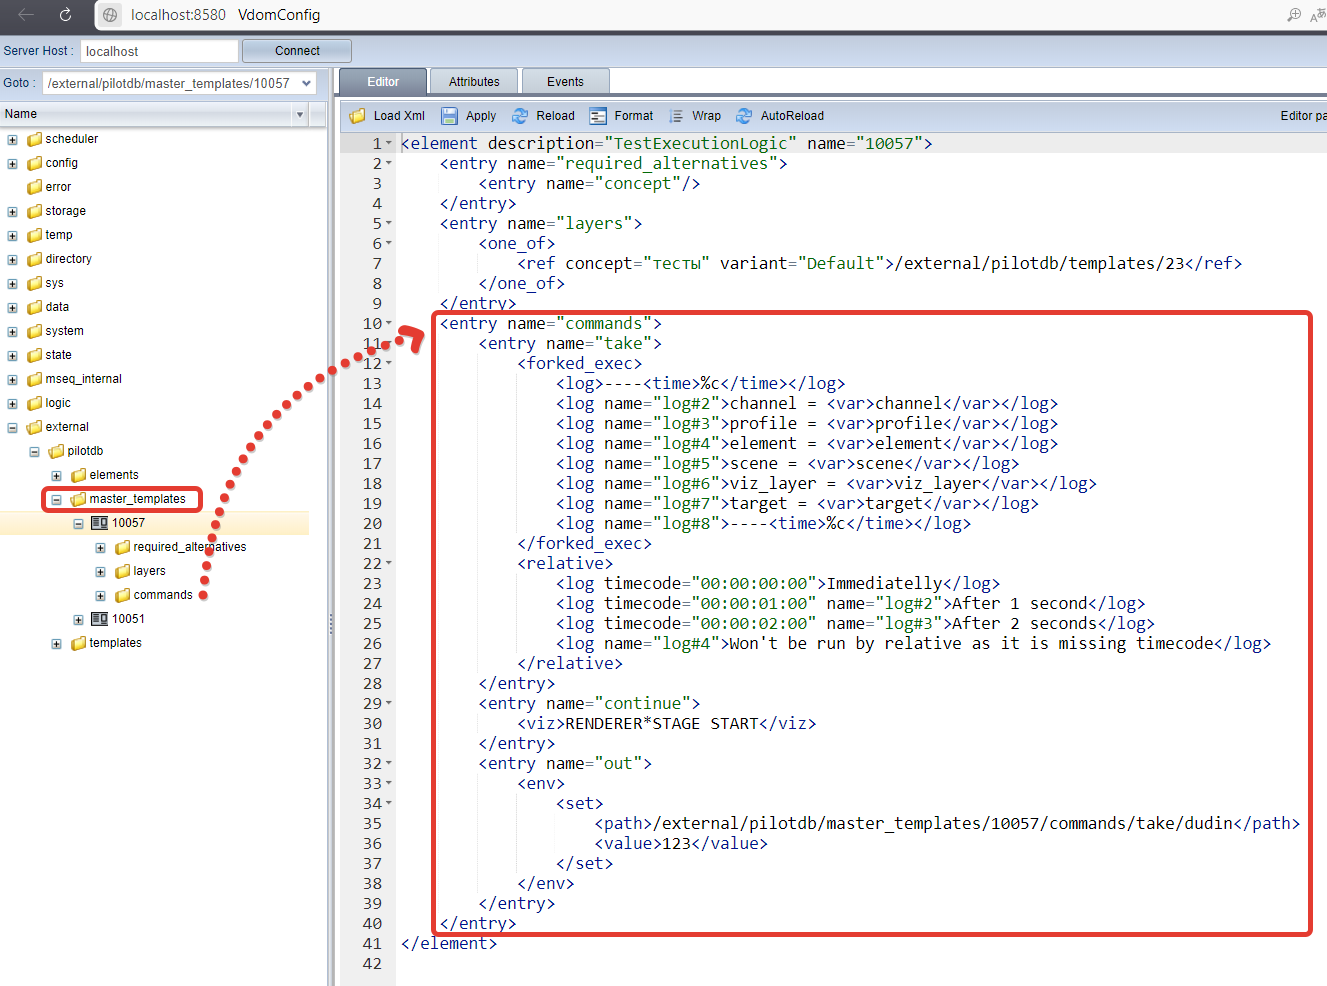 localhost:8580 VdomConfig
Server Host : localhost Connect
Goto : /external/pilotdb/master_templates/10057
Name
scheduler
config
error
storage
temp
directory
sys
data
system
state
mseq_internal
logic
external
pilotdb
elements
master_templates
10057
required_alternatives
layers
commands
10051
templates
Editor Attributes Events
Load Xml Apply Reload Format Wrap AutoReload Editor pa
1 <element description="TestExecutionLogic" name="10057">
2 <entry name="required_alternatives">
3 <entry name="concept"/>
4 </entry>
5 <entry name="layers">
6 <one_of>
7 <ref concept="тесты" variant="Default">/external/pilotdb/templates/23</ref>
8 </one_of>
9 </entry>
10 <entry name="commands">
11 <entry name="take">
12 <forked_exec>
13 <log>----<time>%c</time></log>
14 <log name="log#2">channel = <var>channel</var></log>
15 <log name="log#3">profile = <var>profile</var></log>
16 <log name="log#4">element = <var>element</var></log>
17 <log name="log#5">scene = <var>scene</var></log>
18 <log name="log#6">viz_layer = <var>viz_layer</var></log>
19 <log name="log#7">target = <var>target</var></log>
20 <log name="log#8">----<time>%c</time></log>
21 </forked_exec>
22 <relative>
23 <log timecode="00:00:00:00">Immediatelly</log>
24 <log timecode="00:00:01:00" name="log#2">After 1 second</log>
25 <log timecode="00:00:02:00" name="log#3">After 2 seconds</log>
26 <log name="log#4">Won't be run by relative as it is missing timecode</log>
27 </relative>
28 </entry>
29 <entry name="continue">
30 <viz>RENDERER*STAGE START</viz>
31 </entry>
32 <entry name="out">
33 <env>
34 <set>
35 <path>/external/pilotdb/master_templates/10057/commands/take/dudin</path>
36 <value>123</value>
37 </set>
38 </env>
39 </entry>
40 </entry>
41 </element>
42